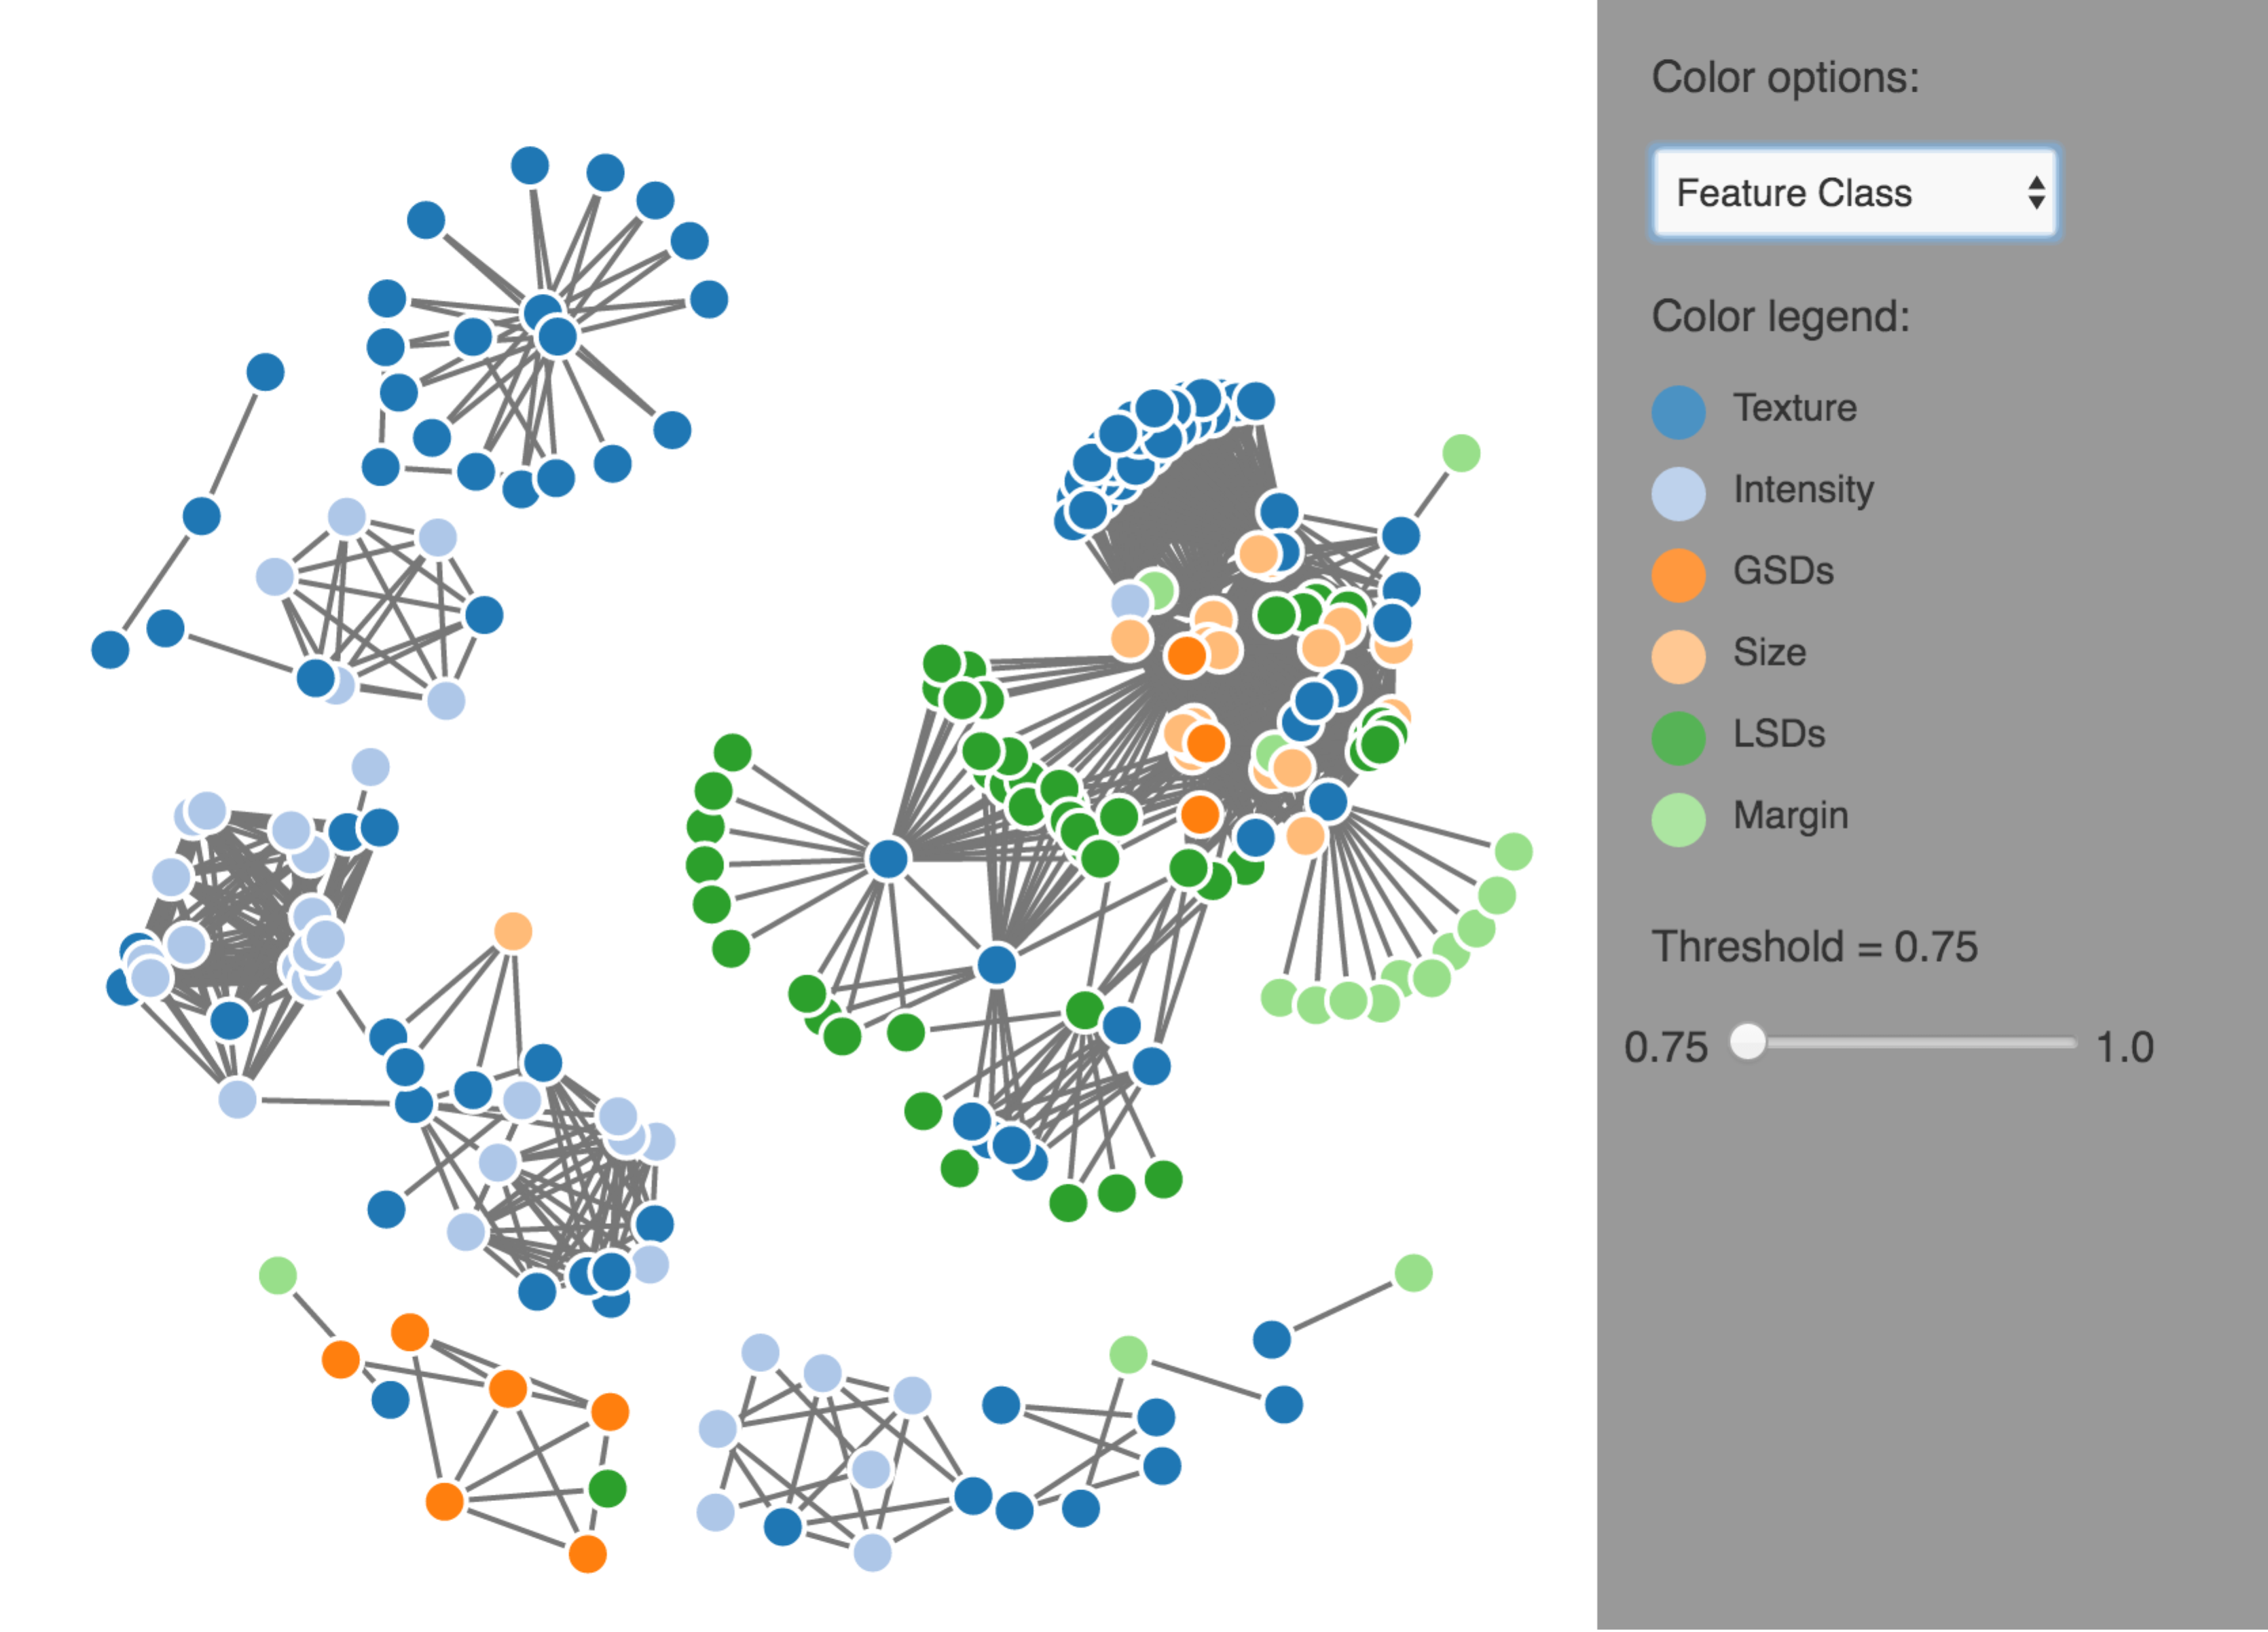 Color options:
Feature Class
Color legend:
Texture
Intensity
GSDs
Size
LSDs
Margin
Threshold = 0.75
0.75 1.0